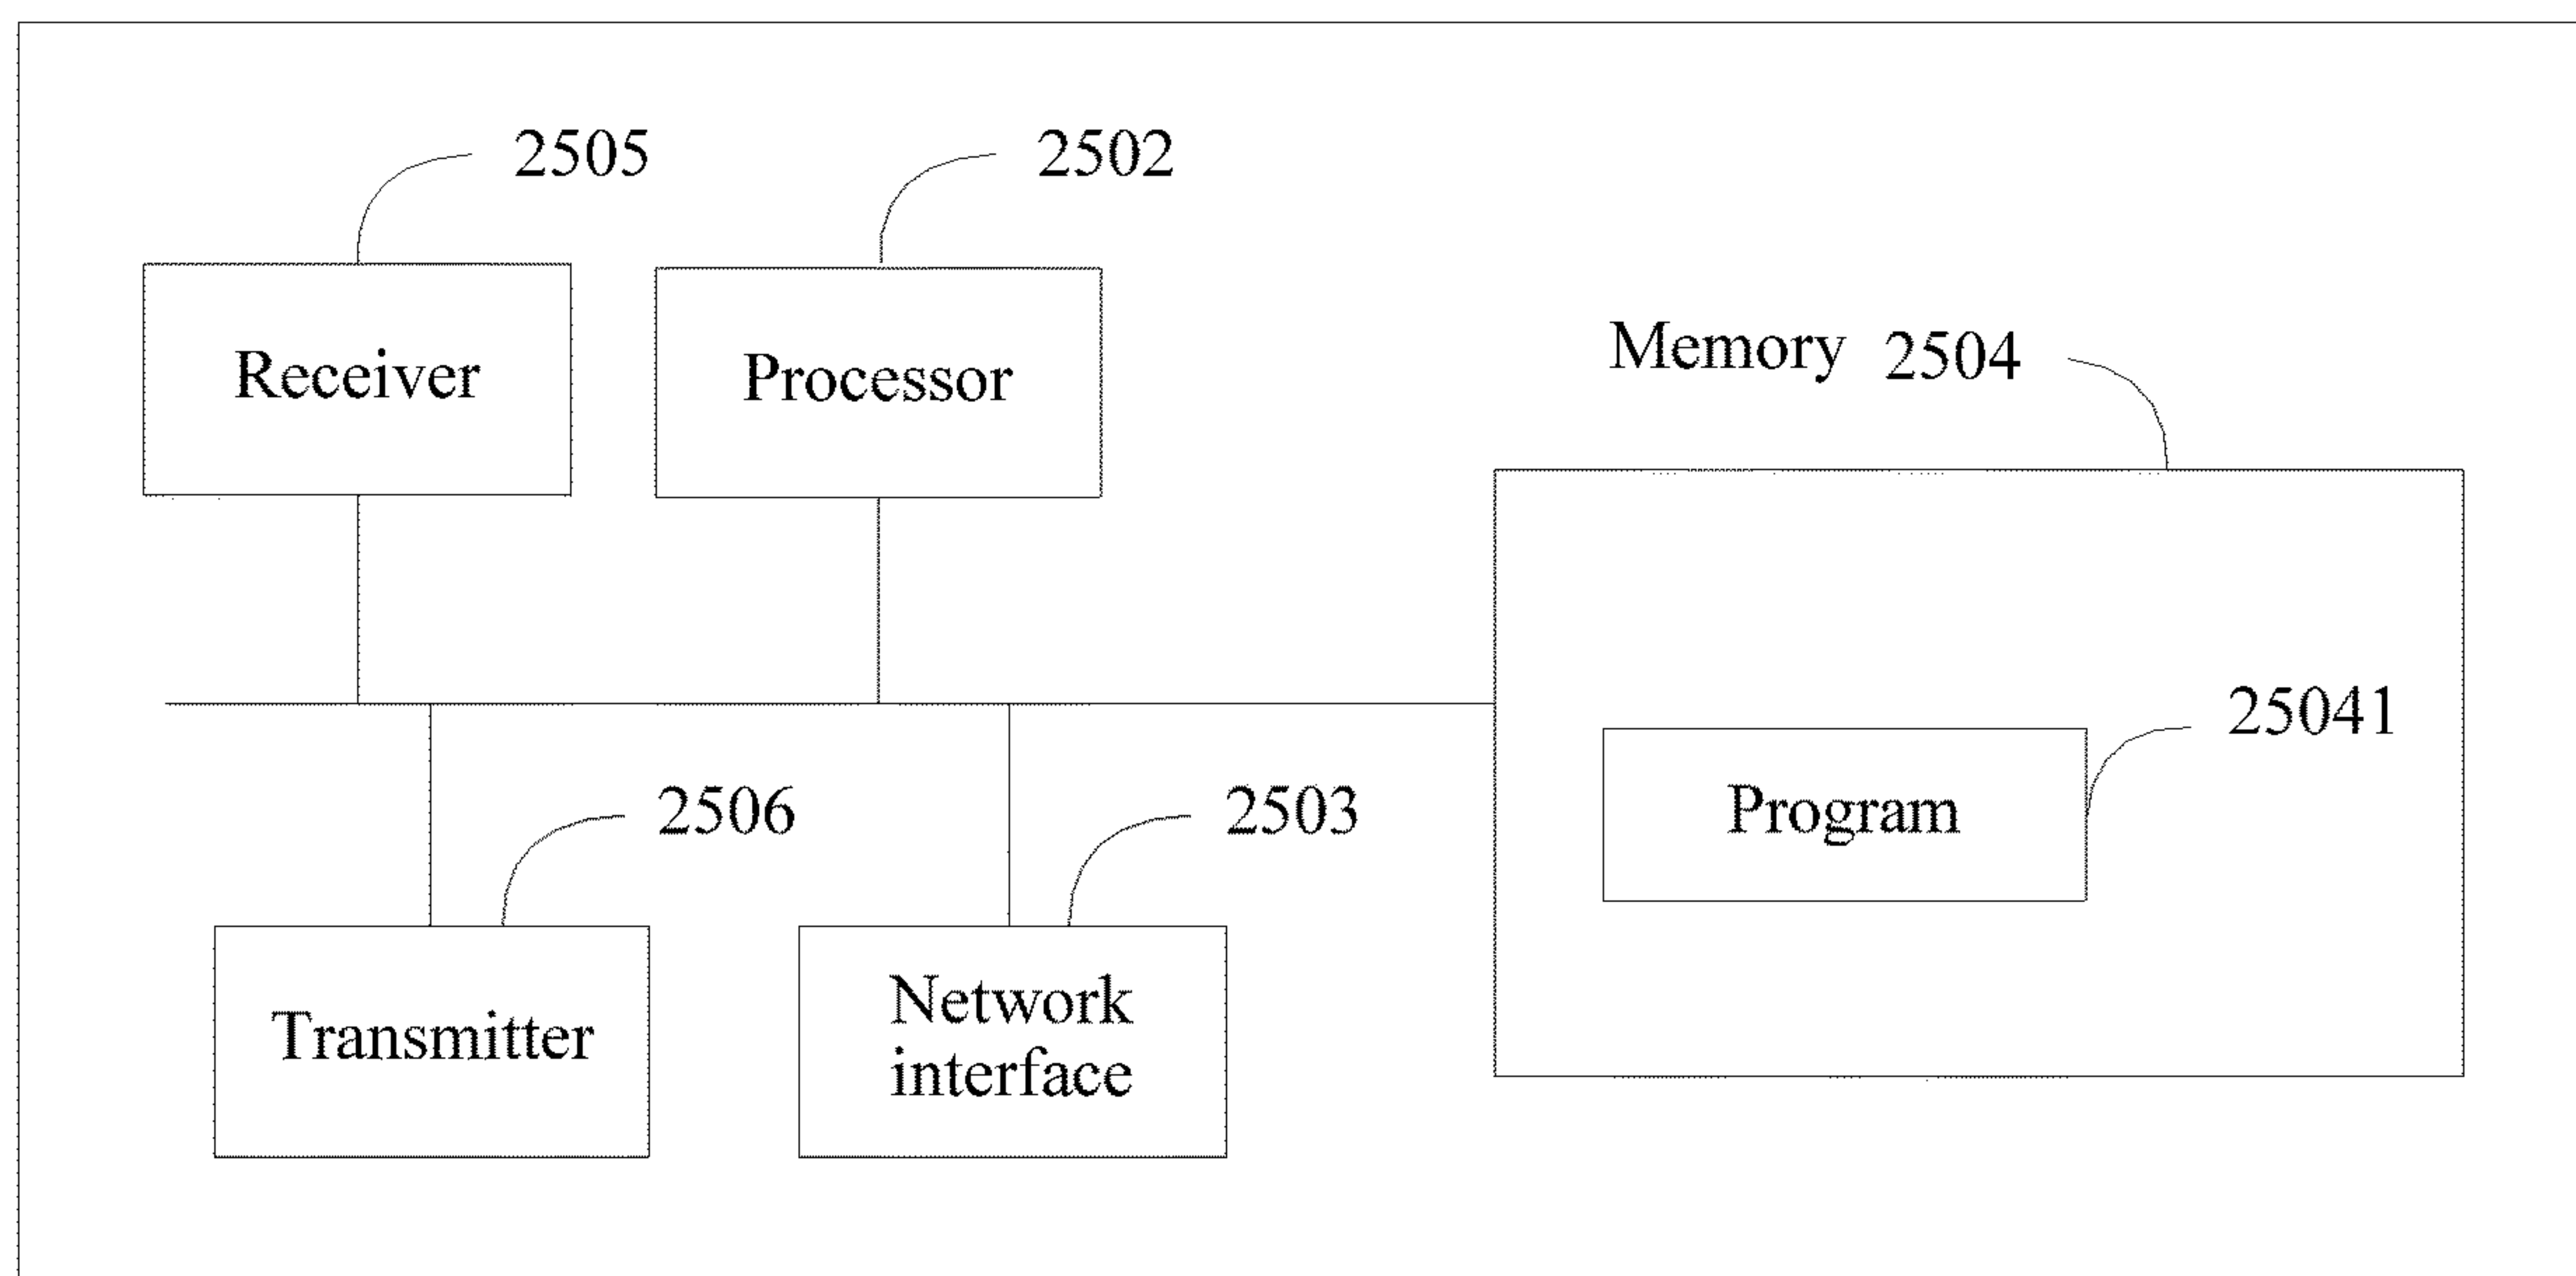 2505
2502
Receiver
Processor
Memory 2504
25041
Program
2506
2503
Transmitter
Network
interface